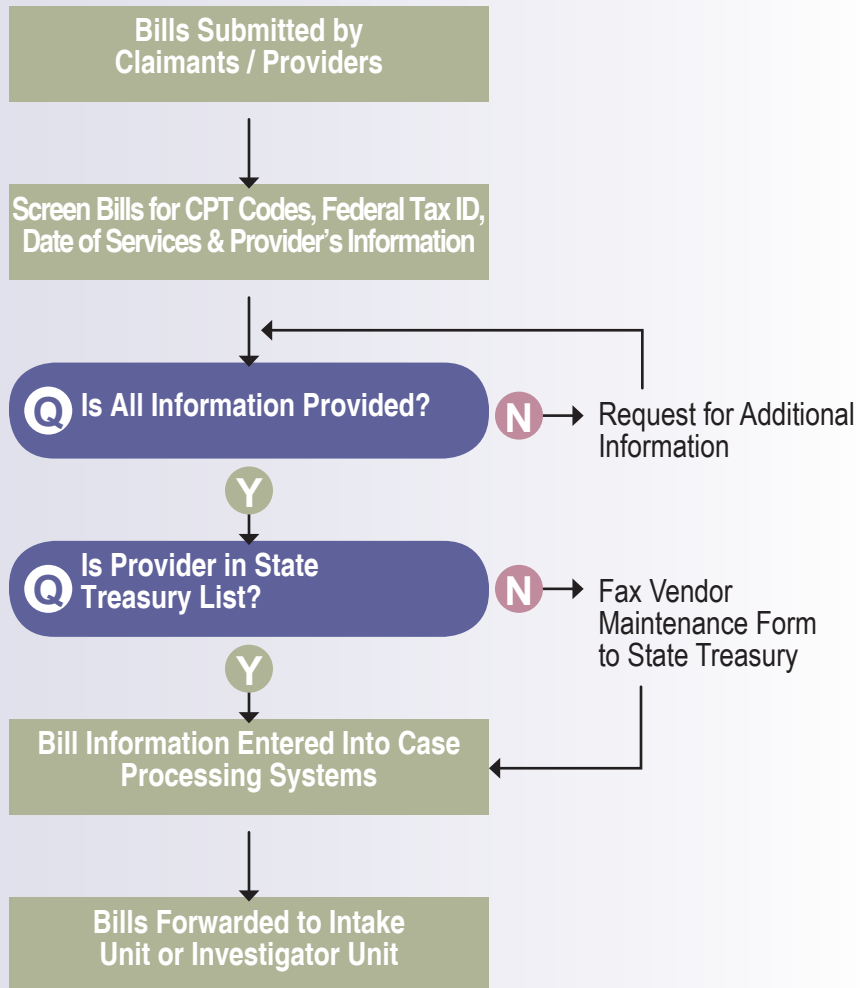 Bills Submitted by
Claimants / Providers
Screen Bills for CPT Codes, Federal Tax ID,
Date of Services & Provider's Information
Q Is All Information Provided?
N
Request for Additional
Information
Y
Q Is Provider in State
Treasury List?
N
Fax Vendor
Maintenance Form
to State Treasury
Y
Bill Information Entered Into Case
Processing Systems
Bills Forwarded to Intake
Unit or Investigator Unit